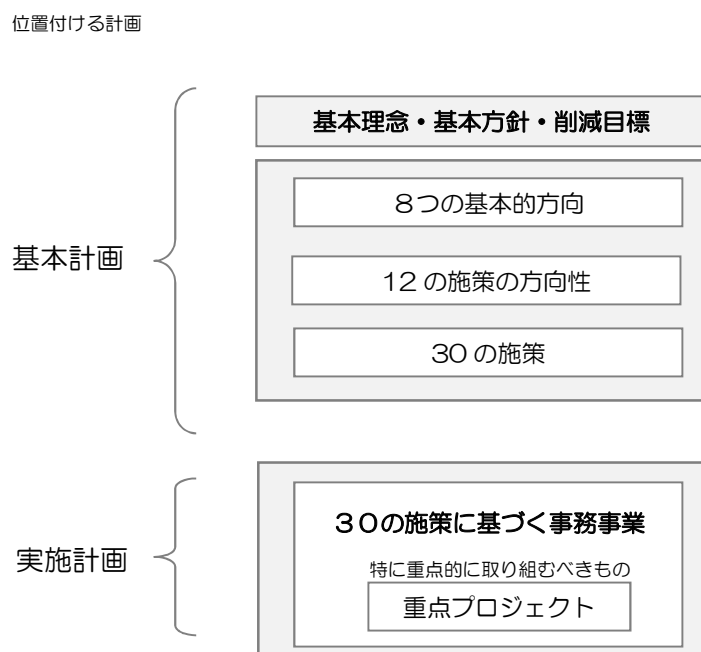 位置付ける計画
基本理念・基本方針・削減目標
8つの基本的方向
基本計画
12 の施策の方向性
30 の施策
30の施策に基づく事務事業
実施計画
特に重点的に取り組むべきもの
重点プロジェクト